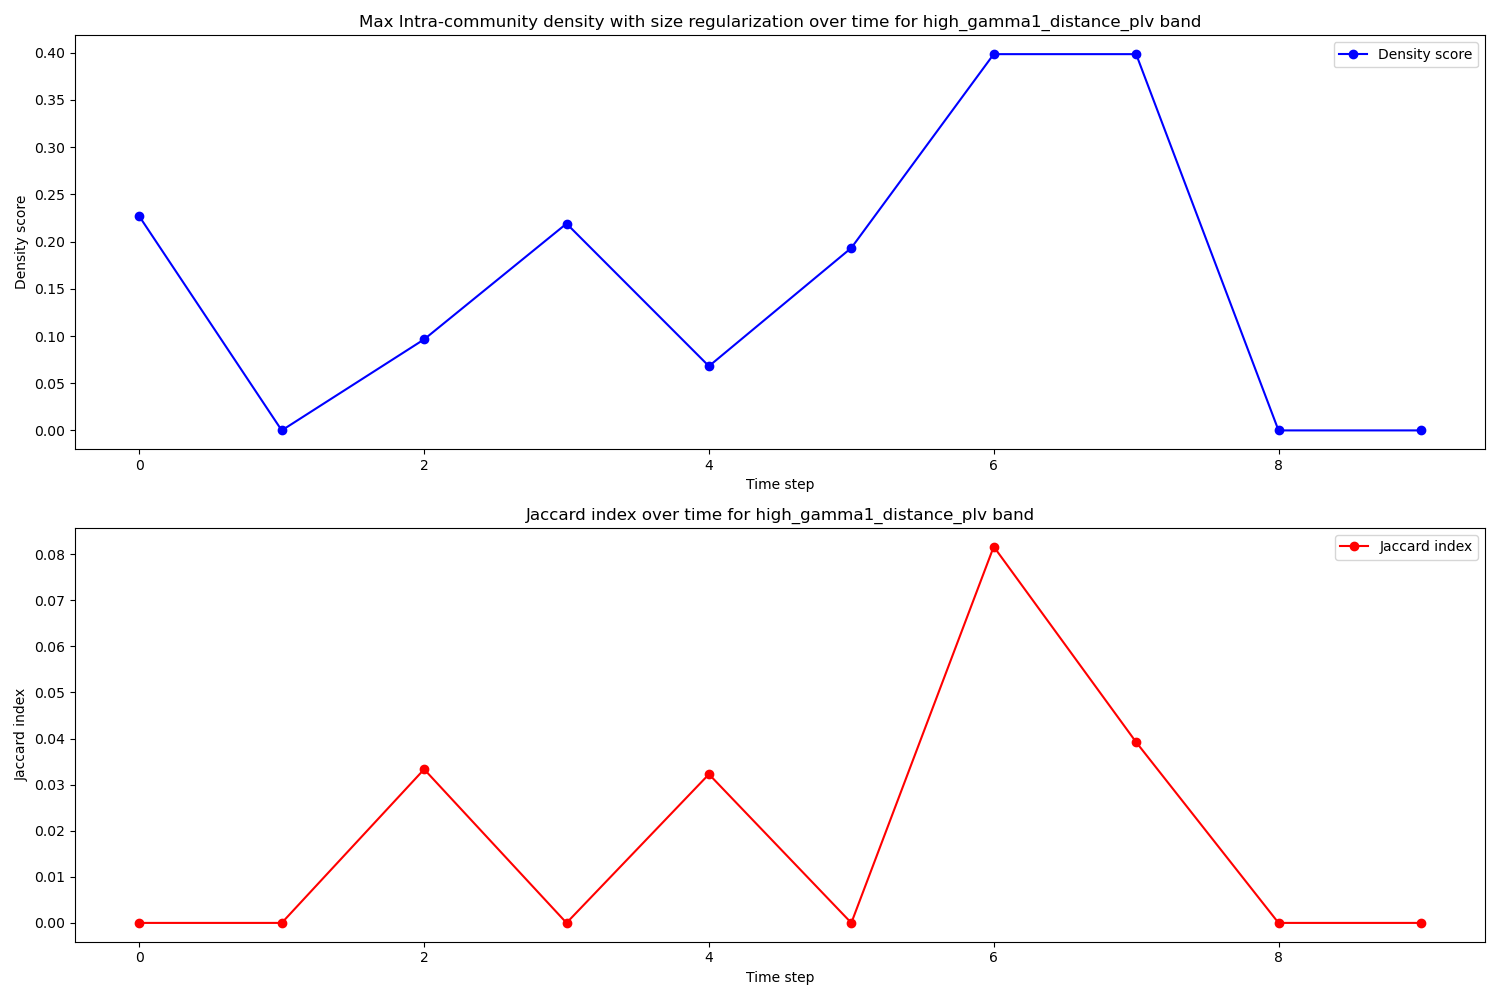 Max Intra-community density with size regularization over time for high_gamma1_distance_plv band
Density score
0.40
0.35
0.30
0.25
0.20
0.15
0.10
0.05
0.00
Density score
0 2 4 6 8
Time step
Jaccard index over time for high_gamma1_distance_plv band
Jaccard index
0.08
0.07
0.06
0.05
0.04
0.03
0.02
0.01
0.00
Jaccard index
0 2 4 6 8
Time step